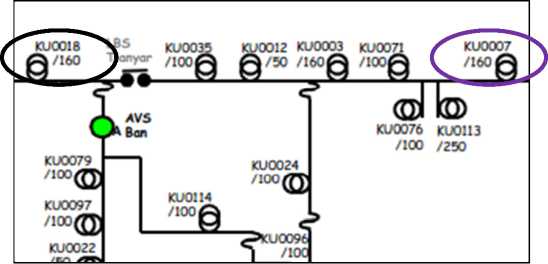 KU0018
/160
ABS
Tianyar
KU0035
/100
KU0012
/50
KU0003
/160
KU0071
/100
KU0007
/160
AVS
A Ban
KU0076
/100
KU0113
/250
KU0079
/100
KU0024
/100
KU0097
/100
KU0114
/100
KU0022
/50
KU0096
/100